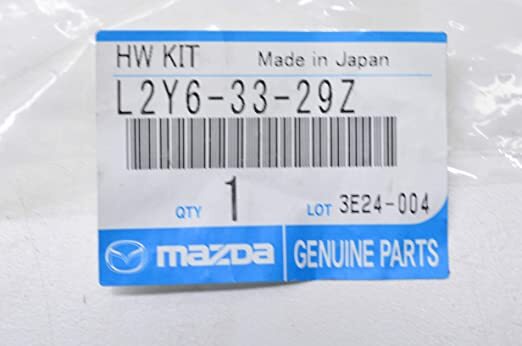 HW KIT Made in Japan
L2Y6-33-29Z
QTY 1 LOT 3E24-004
mazda GENUINE PARTS